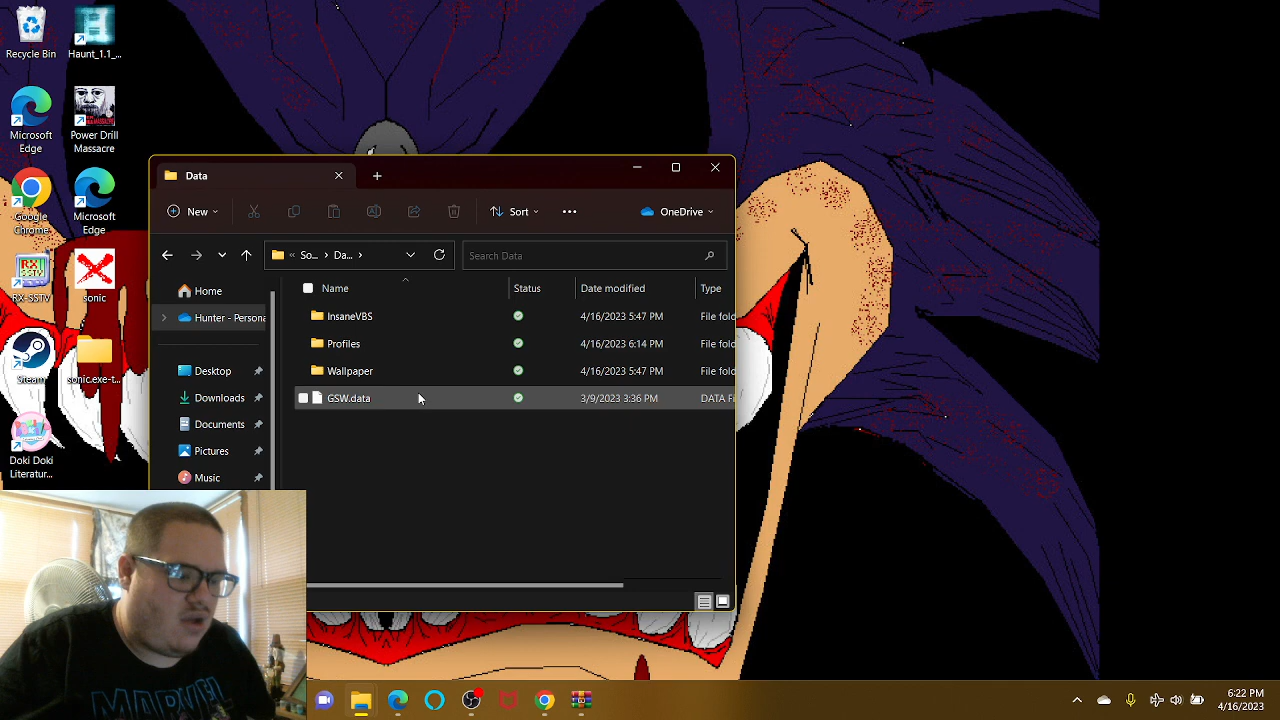 Recycle Bin
Haunt_1.1_...
Microsoft
Edge
Power Drill
Massacre
Google
Chrome
Microsoft
Edge
RX-SSTV
sonic
Steam
sonic.exe-t...
Doki Doki
Literatur...
Data
New
Sort
OneDrive
« So... › Da... ›
Search Data
Name
Status
Date modified
Type
Home
Hunter - Persona
Desktop
Downloads
Documents
Pictures
Music
InsaneVBS
4/16/2023 5:47 PM
File fold
Profiles
4/16/2023 6:14 PM
File fold
Wallpaper
4/16/2023 5:47 PM
File fold
GSW.data
3/9/2023 3:36 PM
DATA Fi
MARVEL
6:22 PM
4/16/2023